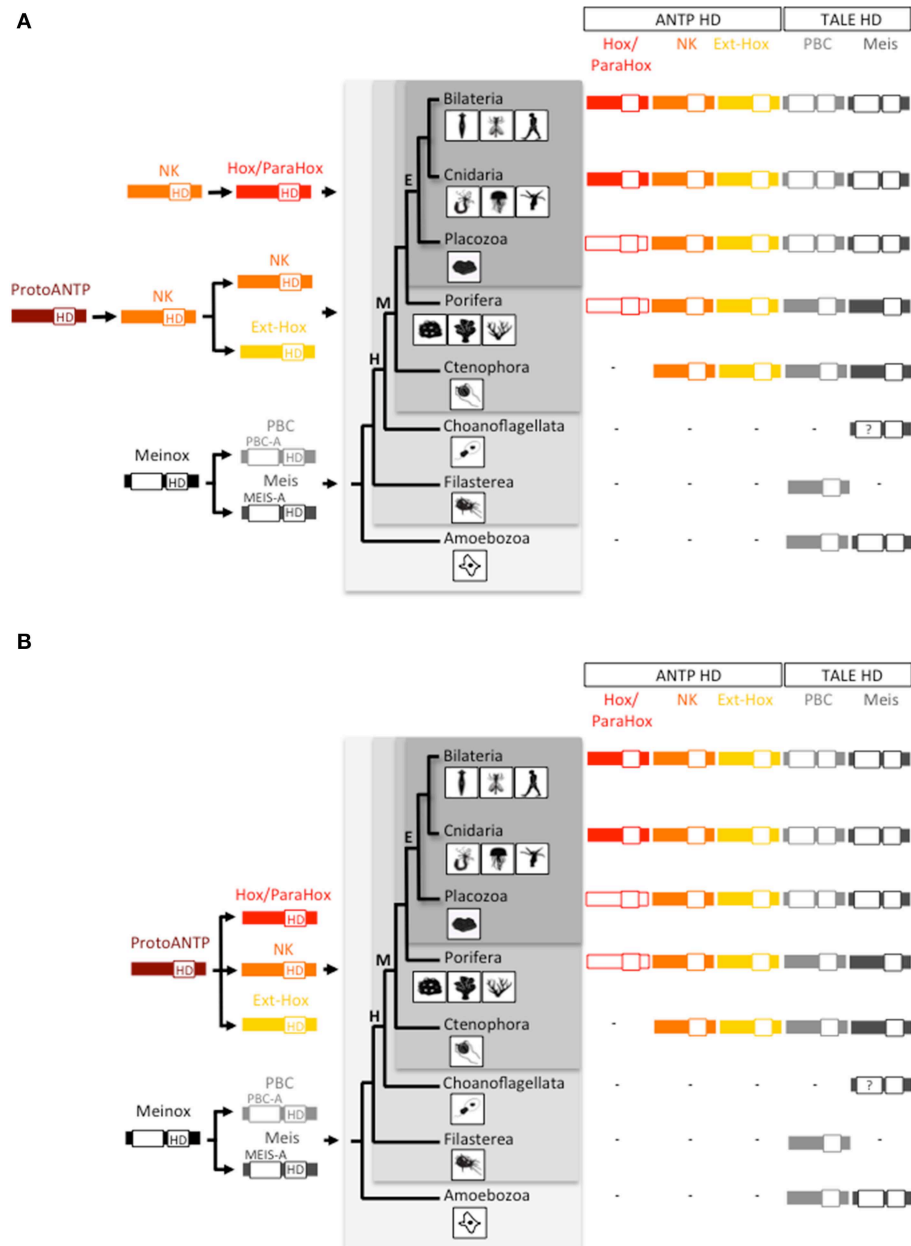 A
ANTP HD
TALE HD
Hox/
ParaHox
NK
Ext-Hox
PBC
Meis
Bilateria
NK
HD
Hox/ParaHox
HD
E
Cnidaria
Placozoa
NK
HD
ProtoANTP
HD
NK
HD
M
Porifera
Ext-Hox
HD
H
Ctenophora
-
PBC
PBC-A
HD
Choanoflagellata
- - - -
?
Meinox
HD
Meis
MEIS-A
HD
Filasterea
- - - -
Amoebozoa
- - -
B
ANTP HD
TALE HD
Hox/
ParaHox
NK
Ext-Hox
PBC
Meis
Bilateria
E
Cnidaria
Hox/ParaHox
HD
Placozoa
ProtoANTP
HD
NK
HD
M
Porifera
Ext-Hox
HD
H
Ctenophora
-
PBC
PBC-A
HD
Choanoflagellata
- - - -
?
Meinox
HD
Meis
MEIS-A
HD
Filasterea
- - - -
Amoebozoa
- - -